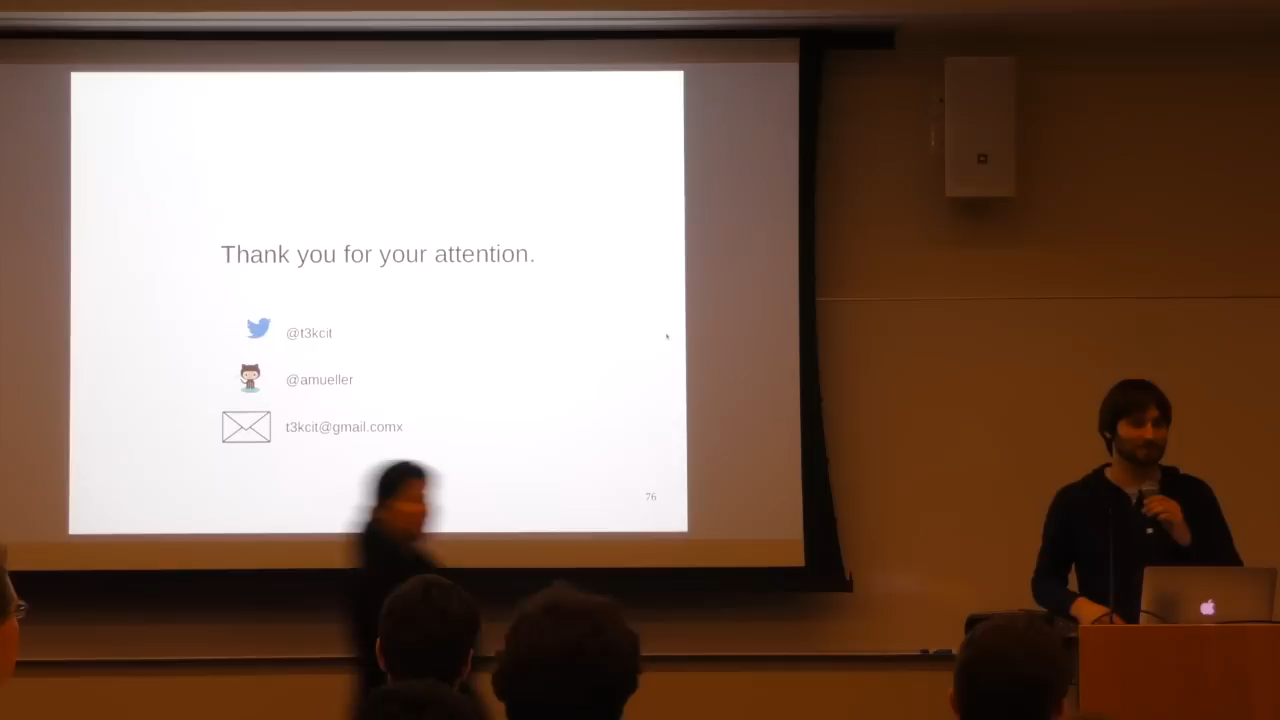 Thank you for your attention.
@t3kcit
@amueller
t3kcit@gmail.comx
76